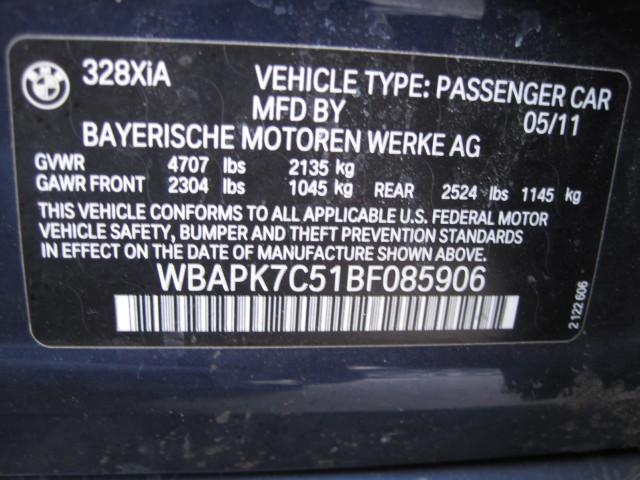 BMW
328XiA VEHICLE TYPE: PASSENGER CAR
MFD BY 05/11
BAYERISCHE MOTOREN WERKE AG
GVWR 4707 lbs 2135 kg
GAWR FRONT 2304 lbs 1045 kg REAR 2524 lbs 1145 kg
THIS VEHICLE CONFORMS TO ALL APPLICABLE U.S. FEDERAL MOTOR
VEHICLE SAFETY, BUMPER AND THEFT PREVENTION STANDARDS
IN EFFECT ON THE DATE OF MANUFACTURE SHOWN ABOVE.
WBAPK7C51BF085906
2 122 606